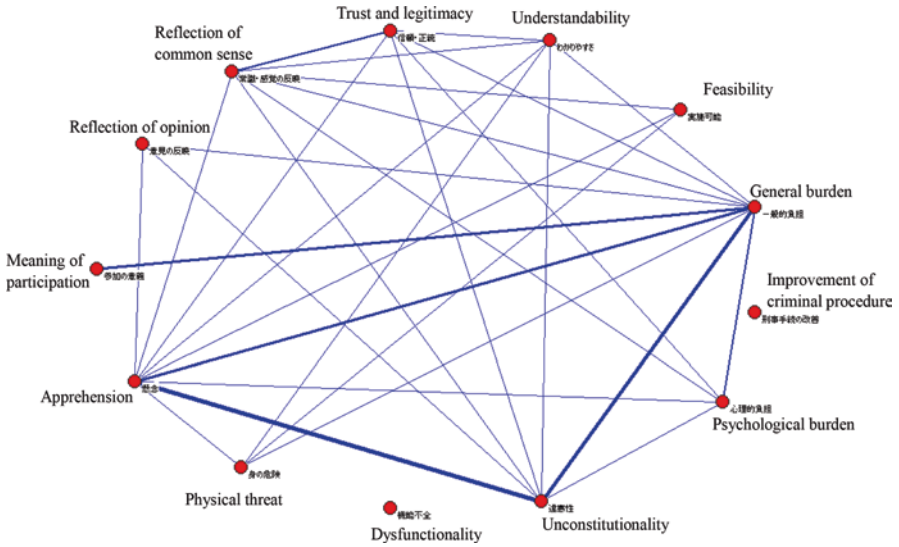 Trust and legitimacy
信頼・正統
Understandability
わかりやすさ
Reflection of
common sense
常識・感覚の反映
Feasibility
実施可能
Reflection of opinion
意見の反映
General burden
一般的負担
Meaning of
participation
参加の意義
Improvement of
criminal procedure
刑事手続の改善
Apprehension
懸念
Psychological burden
心理的負担
Physical threat
身の危険
Dysfunctionality
機能不全
Unconstitutionality
違憲性